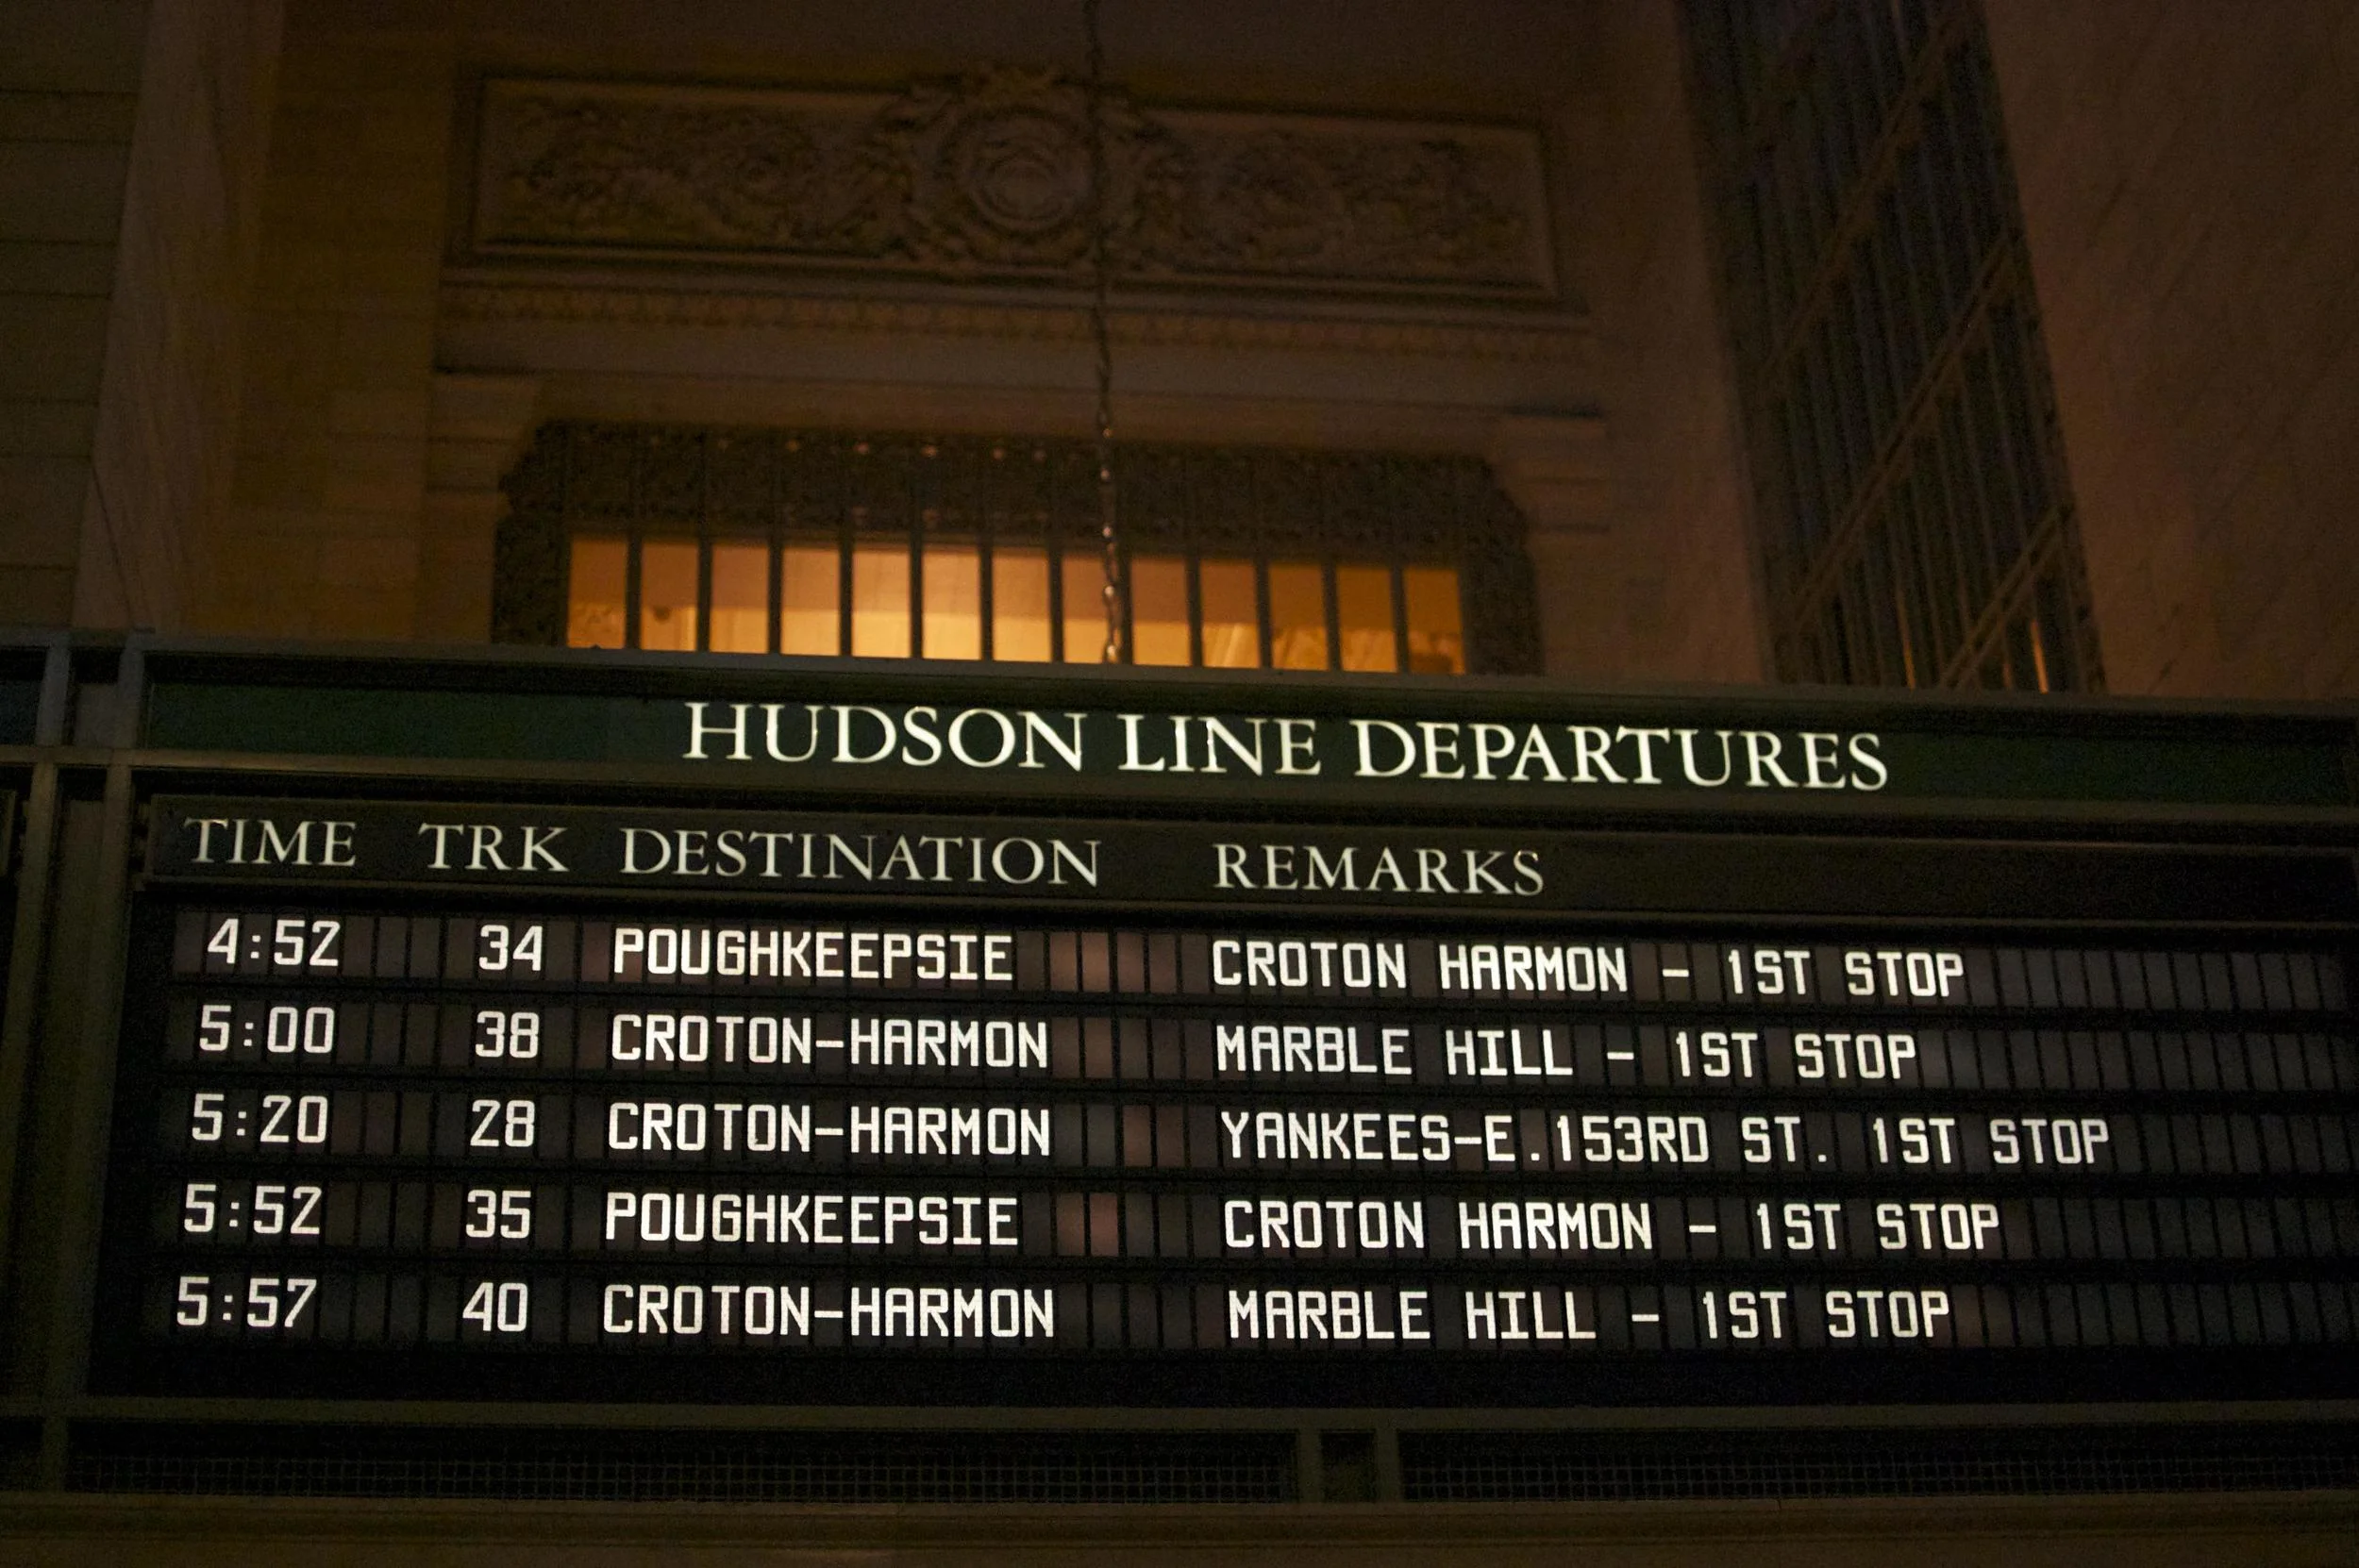 HUDSON LINE DEPARTURES
TIME TRK DESTINATION REMARKS
4:52 34 POUGHKEEPSIE CROTON HARMON - 1ST STOP
5:00 38 CROTON-HARMON MARBLE HILL - 1ST STOP
5:20 28 CROTON-HARMON YANKEES-E.153RD ST. 1ST STOP
5:52 35 POUGHKEEPSIE CROTON HARMON - 1ST STOP
5:57 40 CROTON-HARMON MARBLE HILL - 1ST STOP